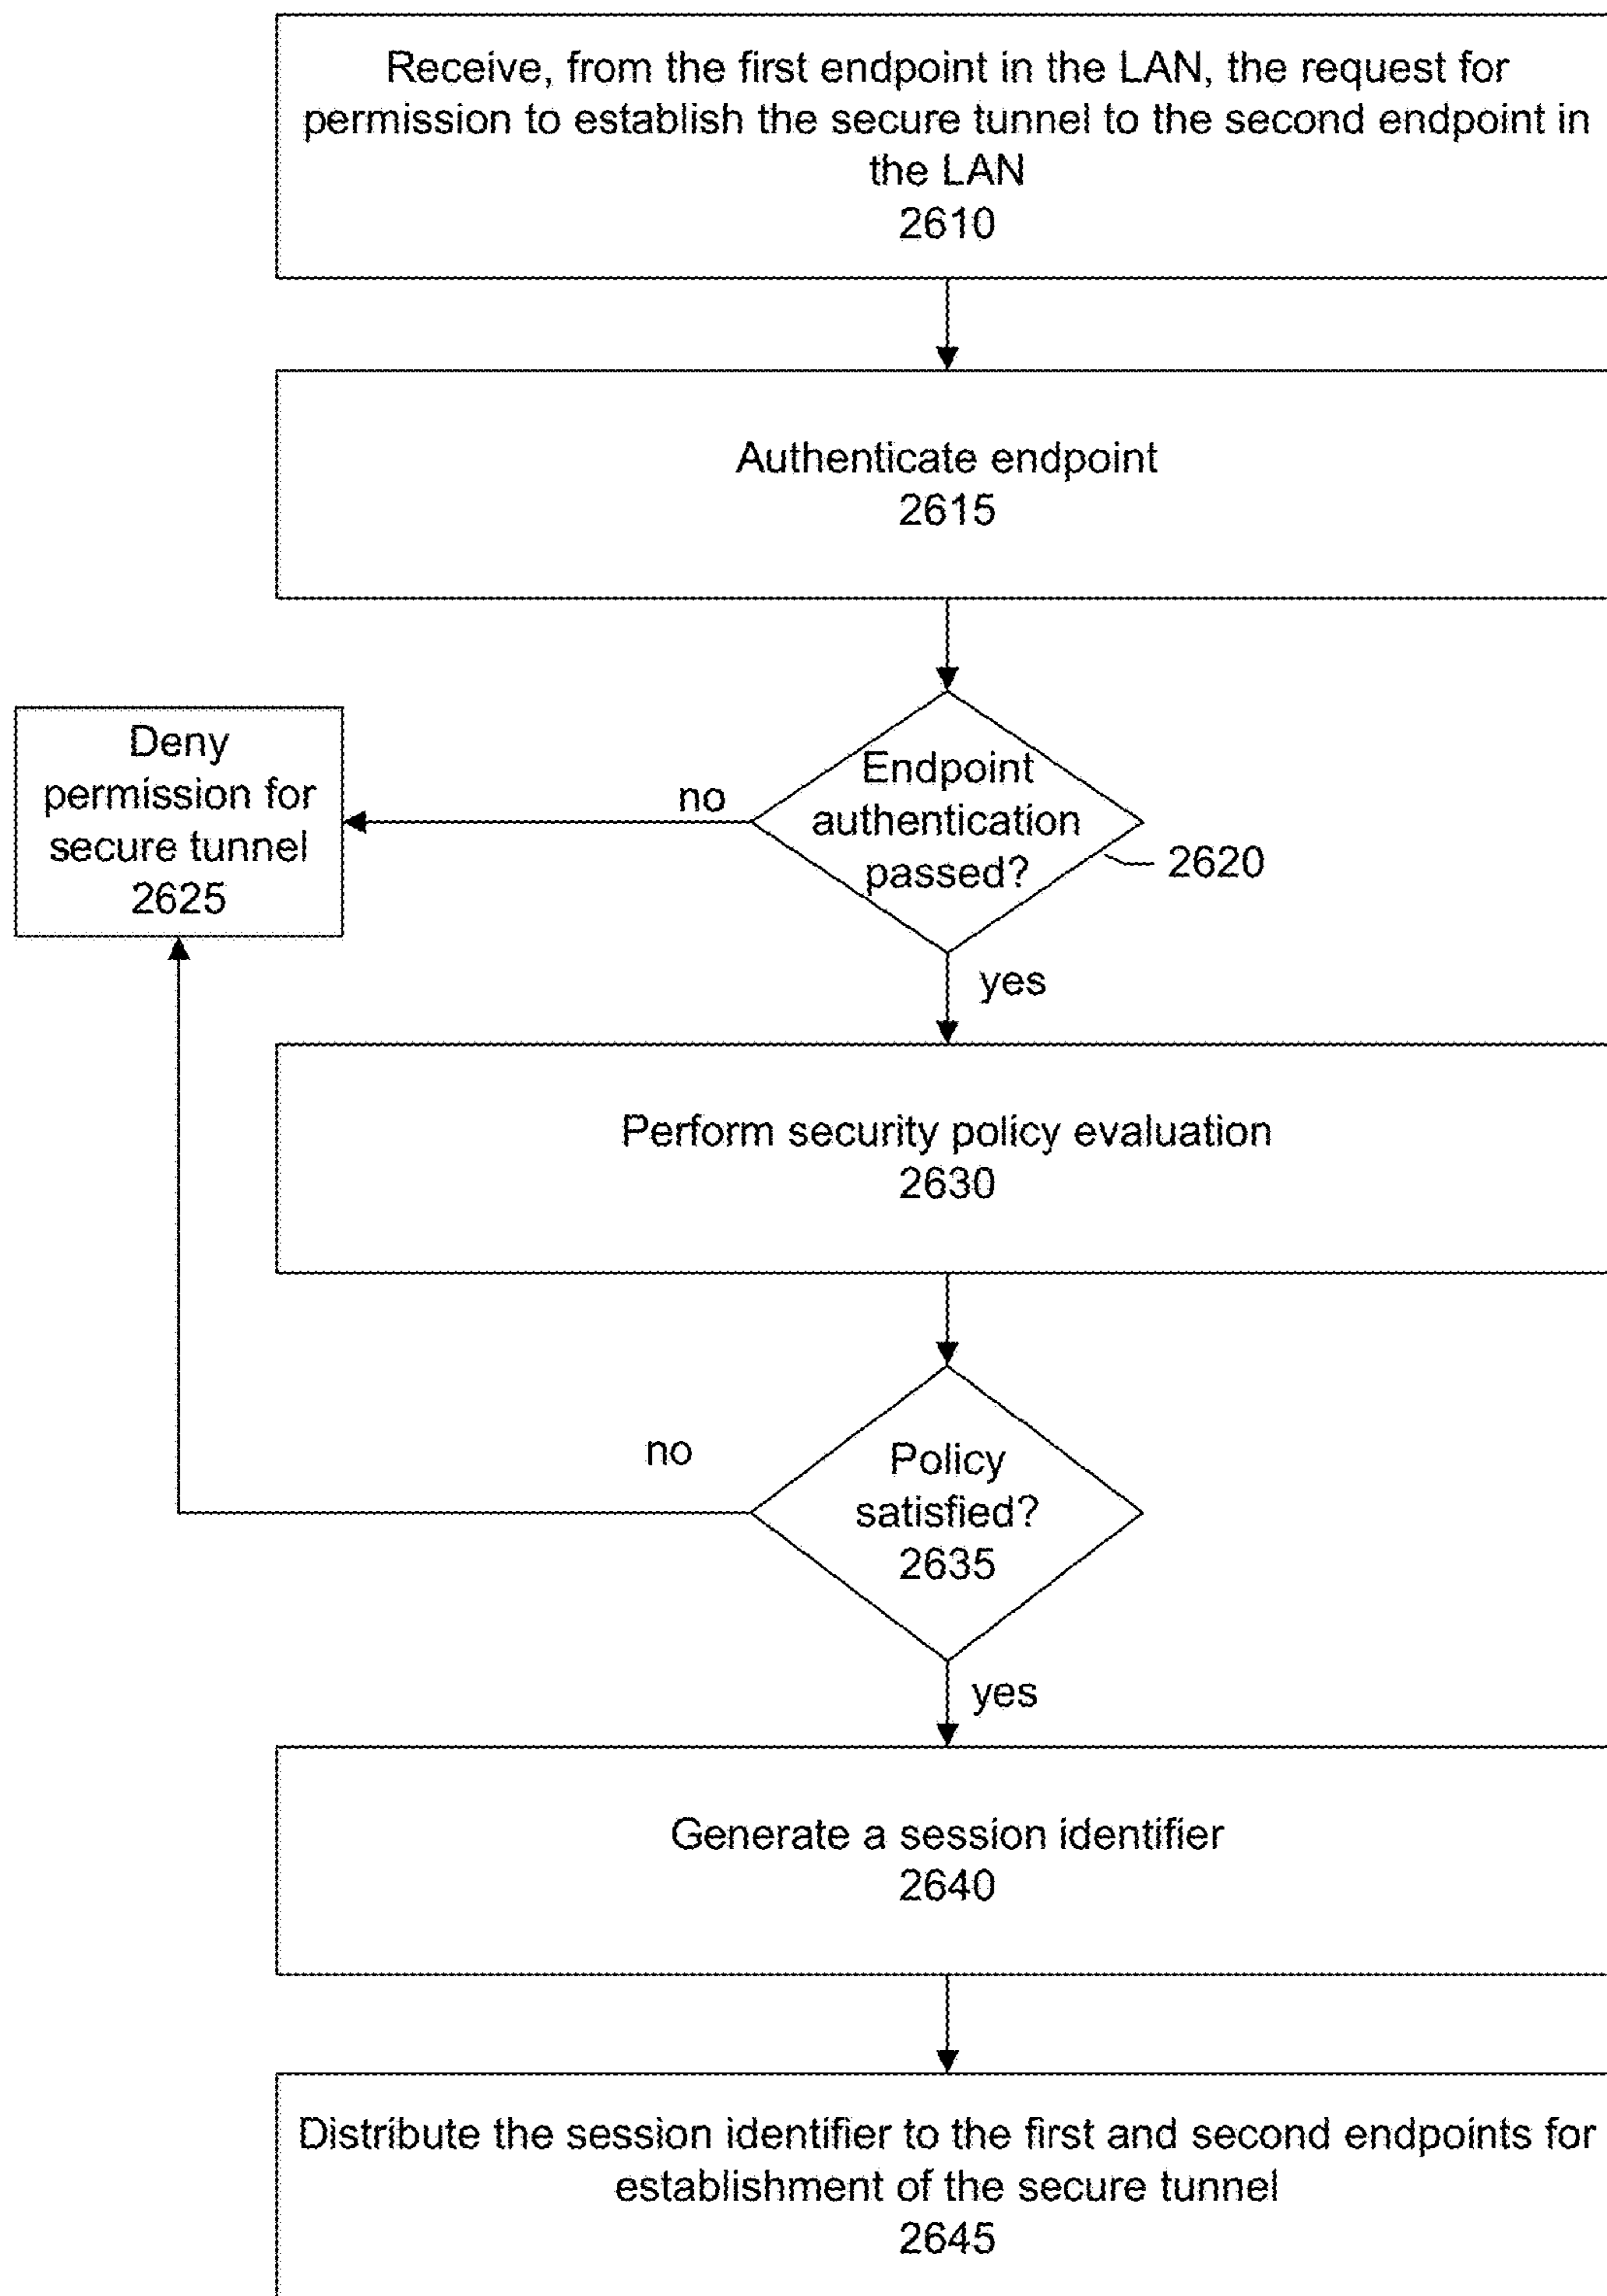 Receive, from the first endpoint in the LAN, the request for
permission to establish the secure tunnel to the second endpoint in
the LAN
2610
Authenticate endpoint
2615
Deny
permission for
secure tunnel
2625
no
Endpoint
authentication
passed?
2620
yes
Perform security policy evaluation
2630
no
Policy
satisfied?
2635
yes
Generate a session identifier
2640
Distribute the session identifier to the first and second endpoints for
establishment of the secure tunnel
2645